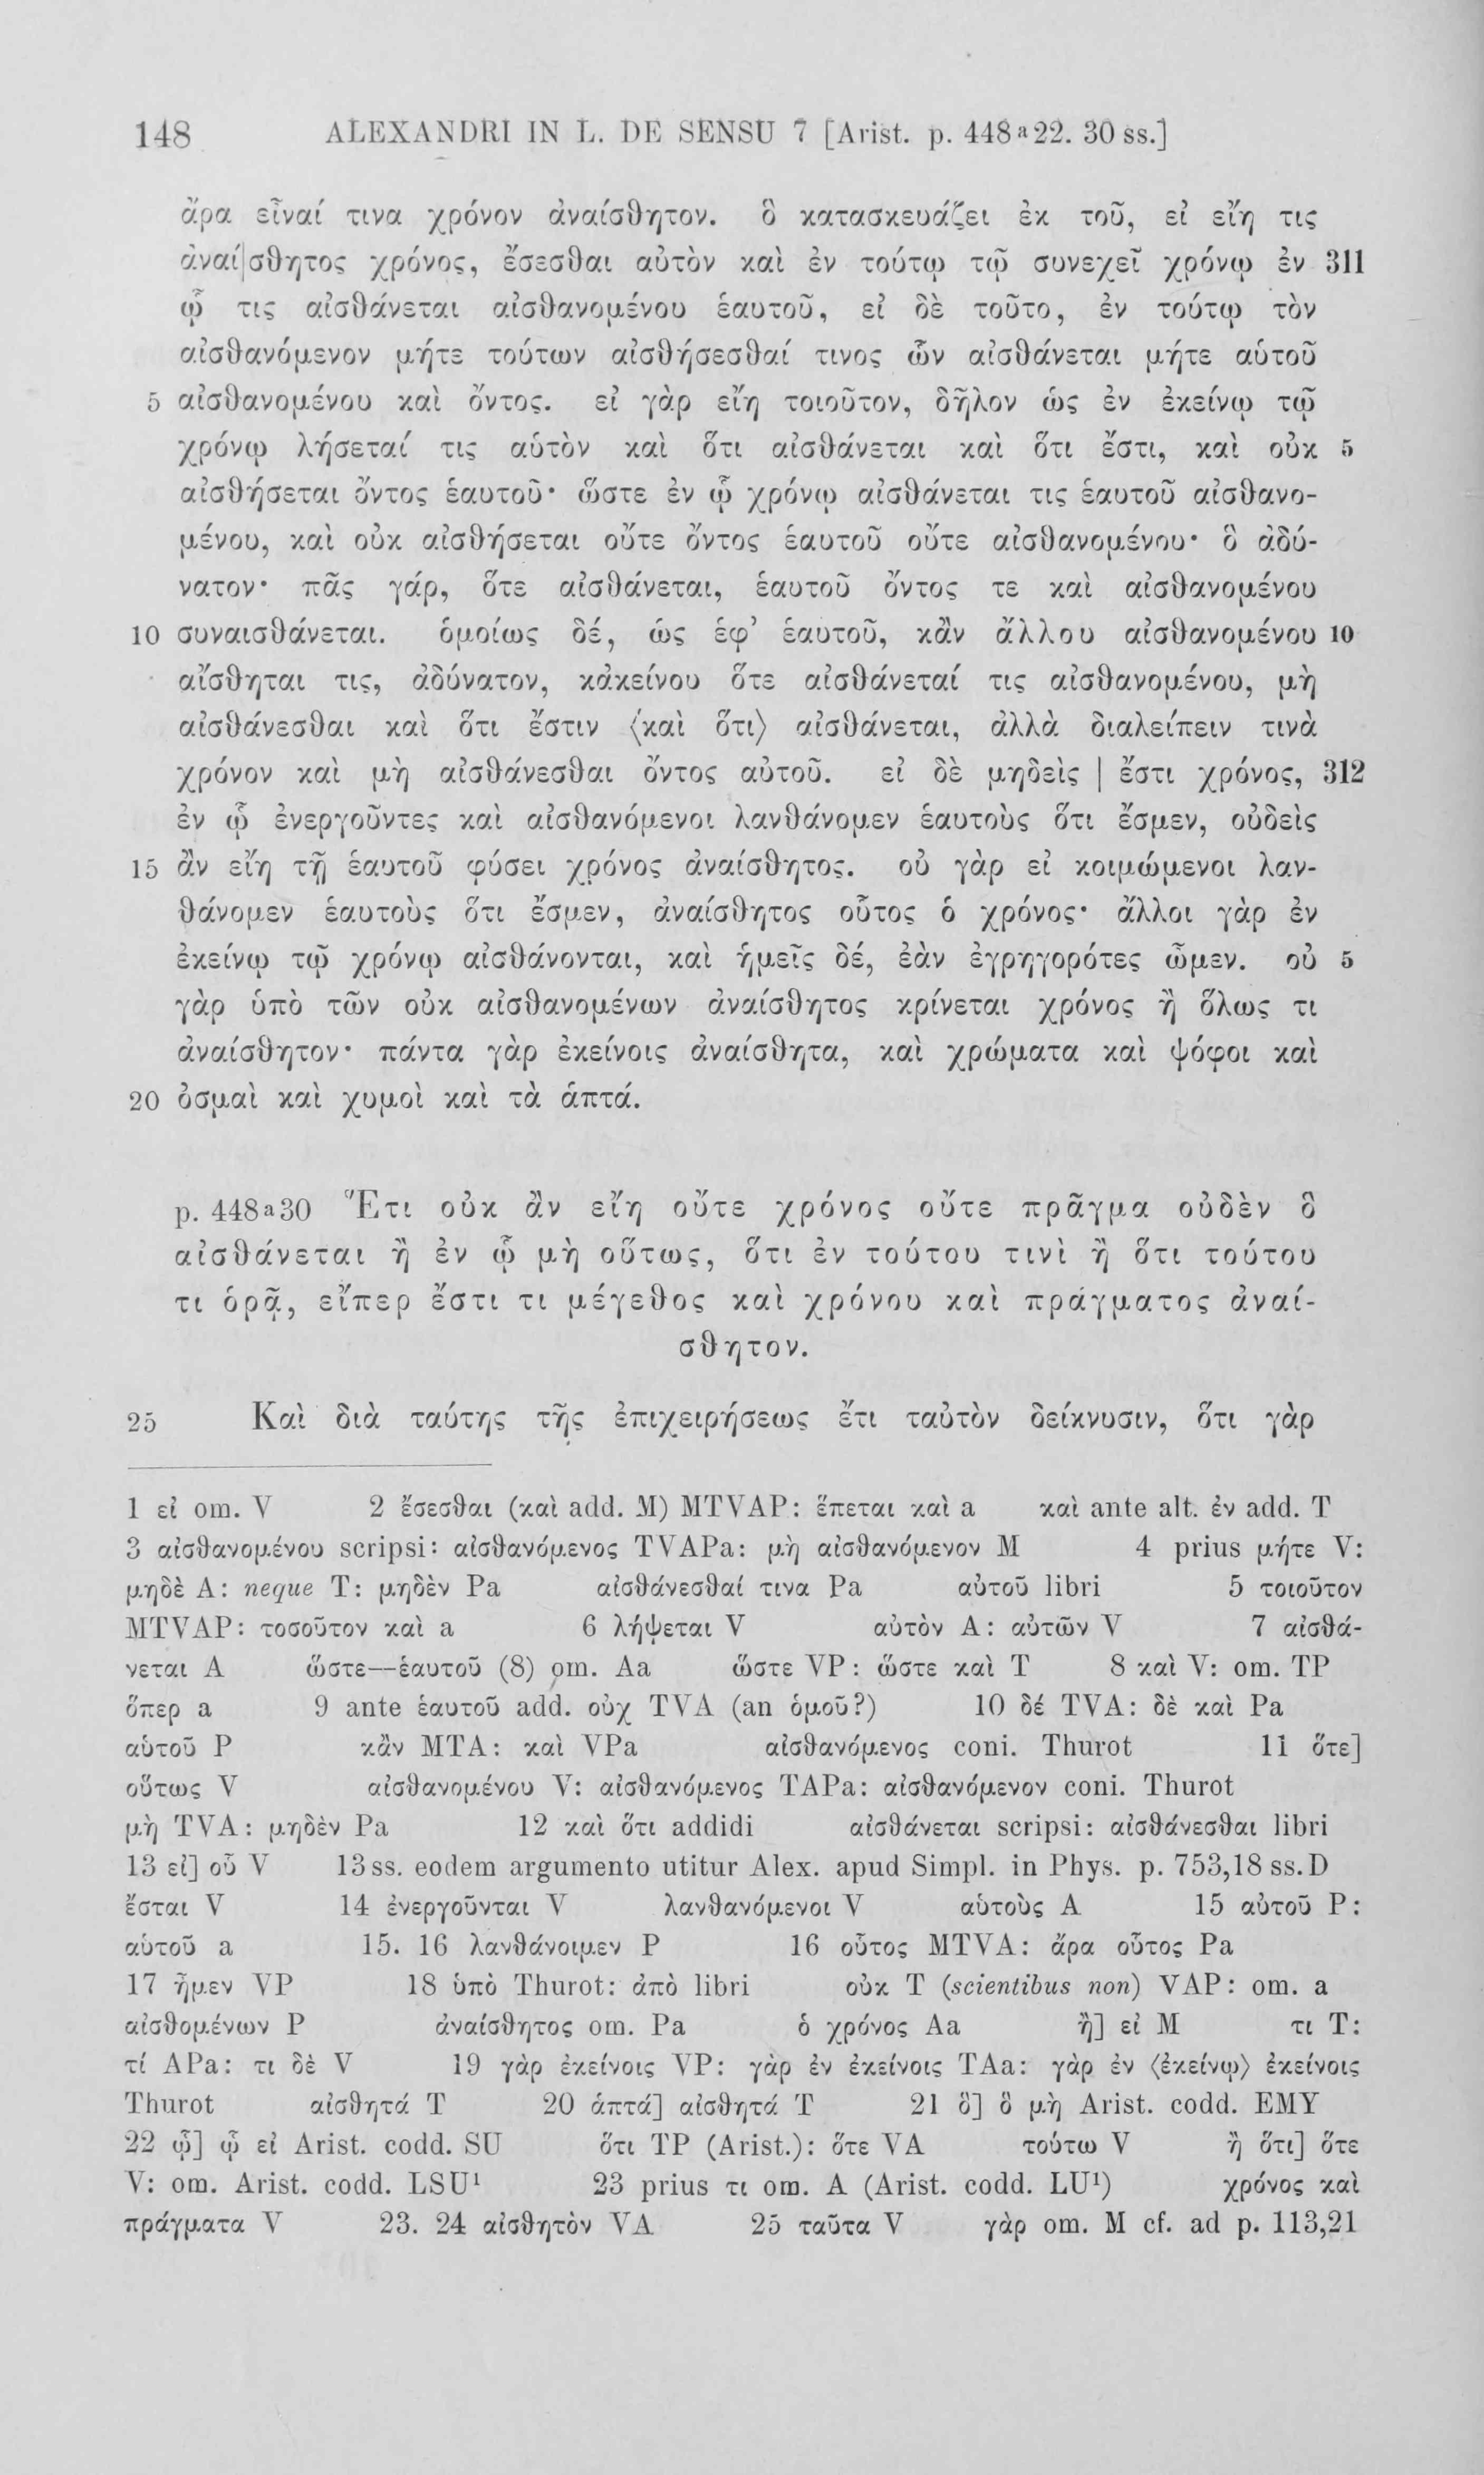 148 ALEXANDRI IN L. DE SENSU 7 [Arist. p. 448ª22. 30 ss.]
ἄρα εἶναί τινα χρόνον ἀναίσθητον. ὃ κατασκευάζει ἐκ τοῦ, εἰ εἴη τις
ἀναί|σθητος χρόνος, ἔσεσθαι αὐτὸν καὶ ἐν τούτῳ τῷ συνεχεῖ χρόνῳ ἐν 311
ᾧ τις αἰσθάνεται αἰσθανομένου ἑαυτοῦ, εἰ δὲ τοῦτο, ἐν τούτῳ τὸν
αἰσθανόμενον μήτε τούτων αἰσθήσεσθαί τινος ὧν αἰσθάνεται μήτε αὑτοῦ
5 αἰσθανομένου καὶ ὄντος. εἰ γὰρ εἴη τοιοῦτον, δῆλον ὡς ἐν ἐκείνῳ τῷ
χρόνῳ λήσεταί τις αὑτὸν καὶ ὅτι αἰσθάνεται καὶ ὅτι ἔστι, καὶ οὐκ 5
αἰσθήσεται ὄντος ἑαυτοῦ· ὥστε ἐν ᾧ χρόνῳ αἰσθάνεται τις ἑαυτοῦ αἰσθανο-
μένου, καὶ οὐκ αἰσθήσεται οὔτε ὄντος ἑαυτοῦ οὔτε αἰσθανομένου· ὃ ἀδύ-
νατον· πᾶς γάρ, ὅτε αἰσθάνεται, ἑαυτοῦ ὄντος τε καὶ αἰσθανομένου
10 συναισθάνεται. ὁμοίως δέ, ὡς ἐφ’ ἑαυτοῦ, κἂν ἄλλου αἰσθανομένου 10
αἴσθηται τις, ἀδύνατον, κἀκείνου ὅτε αἰσθάνεταί τις αἰσθανομένου, μὴ
αἰσθάνεσθαι καὶ ὅτι ἔστιν ⟨καὶ ὅτι⟩ αἰσθάνεται, ἀλλὰ διαλείπειν τινὰ
χρόνον καὶ μὴ αἰσθάνεσθαι ὄντος αὐτοῦ. εἰ δὲ μηδεὶς | ἔστι χρόνος, 312
ἐν ᾧ ἐνεργοῦντες καὶ αἰσθανόμενοι λανθάνομεν ἑαυτοὺς ὅτι ἔσμεν, οὐδεὶς
15 ἂν εἴη τῇ ἑαυτοῦ φύσει χρόνος ἀναίσθητος. οὐ γὰρ εἰ κοιμώμενοι λαν-
θάνομεν ἑαυτοὺς ὅτι ἔσμεν, ἀναίσθητος οὗτος ὁ χρόνος· ἄλλοι γὰρ ἐν
ἐκείνῳ τῷ χρόνῳ αἰσθάνονται, καὶ ἡμεῖς δέ, ἐὰν ἐγρηγορότες ὦμεν. οὐ 5
γὰρ ὑπὸ τῶν οὐκ αἰσθανομένων ἀναίσθητος κρίνεται χρόνος ἢ ὅλως τι
ἀναίσθητον· πάντα γὰρ ἐκείνοις ἀναίσθητα, καὶ χρώματα καὶ ψόφοι καὶ
20 ὀσμαὶ καὶ χυμοὶ καὶ τὰ ἁπτά.
p. 448ª30 Ἔτι οὐκ ἂν εἴη οὔτε χρόνος οὔτε πρᾶγμα οὐδὲν ὃ
αἰσθάνεται ἢ ἐν ᾧ μὴ οὕτως, ὅτι ἐν τούτου τινὶ ἢ ὅτι τούτου
τι ὁρᾷ, εἴπερ ἔστι τι μέγεθος καὶ χρόνου καὶ πράγματος ἀναί-
σθητον.
25 Καὶ διὰ ταύτης τῆς ἐπιχειρήσεως ἔτι ταὐτὸν δείκνυσιν, ὅτι γὰρ
1 εἰ om. V 2 ἔσεσθαι (καὶ add. M) MTVAP: ἕπεται καὶ a καὶ ante alt. ἐν add. T
3 αἰσθανομένου scripsi: αἰσθανόμενος TVAPa: μὴ αἰσθανόμενον M 4 prius μήτε V:
μηδὲ A: neque T: μηδὲν Pa αἰσθάνεσθαί τινα Pa αὐτοῦ libri 5 τοιοῦτον
MTVAP: τοσοῦτον καὶ a 6 λήψεται V αὐτὸν A: αὐτῶν V 7 αἰσθά-
νεται A ὥστε—ἑαυτοῦ (8) om. Aa ὥστε VP: ὥστε καὶ T 8 καὶ V: om. TP
ὅπερ a 9 ante ἑαυτοῦ add. οὐχ TVA (an ὁμοῦ?) 10 δέ TVA: δὲ καὶ Pa
αὑτοῦ P κἂν MTA: καὶ VPa αἰσθανόμενος coni. Thurot 11 ὅτε]
οὕτως V αἰσθανομένου V: αἰσθανόμενος TAPa: αἰσθανόμενον coni. Thurot
μὴ TVA: μηδὲν Pa 12 καὶ ὅτι addidi αἰσθάνεται scripsi: αἰσθάνεσθαι libri
13 εἰ] οὗ V 13 ss. eodem argumento utitur Alex. apud Simpl. in Phys. p. 753,18 ss. D
ἔσται V 14 ἐνεργοῦνται V λανθανόμενοι V αὑτοὺς A 15 αὐτοῦ P:
αὑτοῦ a 15. 16 λανθάνοιμεν P 16 οὗτος MTVA: ἄρα οὗτος Pa
17 ἦμεν VP 18 ὑπὸ Thurot: ἀπὸ libri οὐκ T (scientibus non) VAP: om. a
αἰσθομένων P ἀναίσθητος om. Pa ὁ χρόνος Aa ἢ] εἰ M τι T:
τί APa: τι δὲ V 19 γὰρ ἐκείνοις VP: γὰρ ἐν ἐκείνοις TAa: γὰρ ἐν ⟨ἐκείνῳ⟩ ἐκείνοις
Thurot αἰσθητά T 20 ἁπτά] αἰσθητά T 21 ὃ] ὃ μὴ Arist. codd. EMY
22 ᾧ] ᾧ εἰ Arist. codd. SU ὅτι TP (Arist.): ὅτε VA τούτω V ἢ ὅτι] ὅτε
V: om. Arist. codd. LSU¹ 23 prius τι om. A (Arist. codd. LU¹) χρόνος καὶ
πράγματα V 23. 24 αἰσθητὸν VA 25 ταῦτα V γὰρ om. M cf. ad p. 113,21